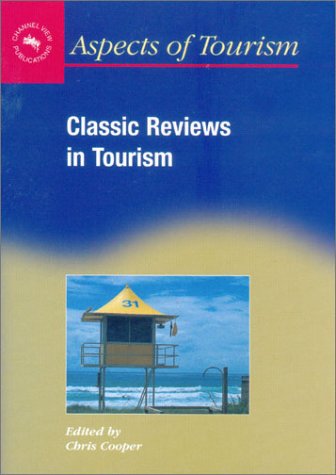 CHANNEL VIEW
PUBLICATIONS
Aspects of Tourism
Classic Reviews
in Tourism
31
Edited by
Chris Cooper